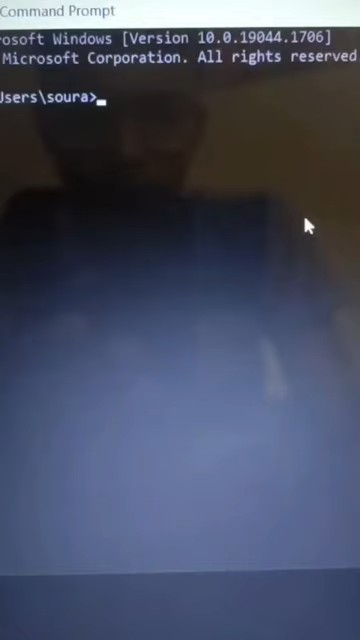 Command Prompt
rosoft Windows [Version 10.0.19044.1706]
Microsoft Corporation. All rights reserved
Users\soura>